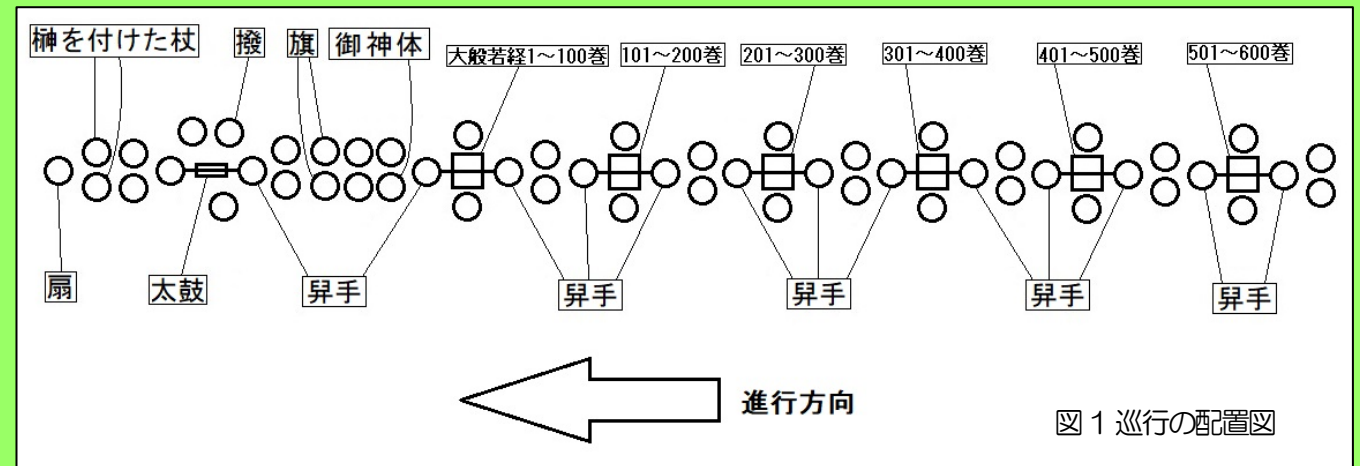 榊を付けた杖
撥
旗
御神体
大般若経1～100巻
101～200巻
201～300巻
301～400巻
401～500巻
501～600巻
扇
太鼓
舁手
舁手
舁手
舁手
舁手
進行方向
図1巡行の配置図